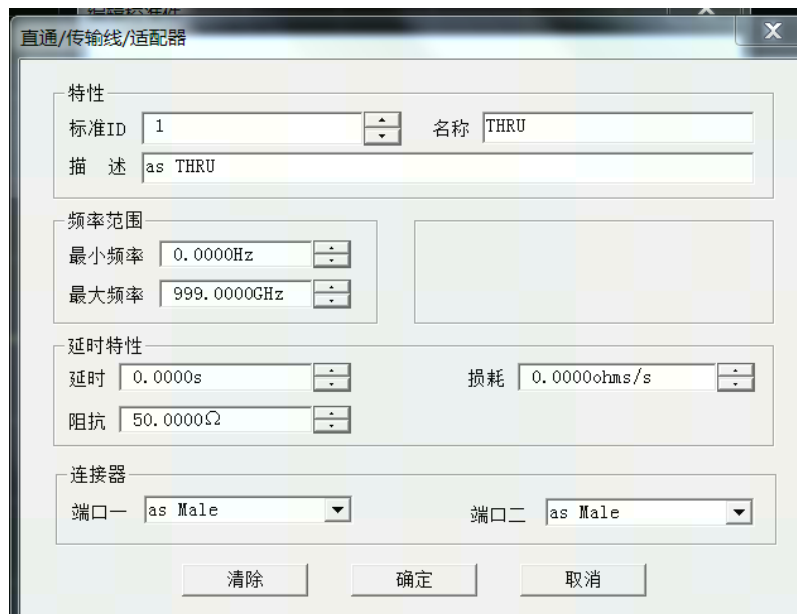 直通/传输线/适配器
特性
标准ID 1 名称 THRU
描 述 as THRU
频率范围
最小频率 0.0000Hz
最大频率 999.0000GHz
延时特性
延时 0.0000s 损耗 0.0000ohms/s
阻抗 50.0000Ω
连接器
端口一 as Male 端口二 as Male
清除 确定 取消